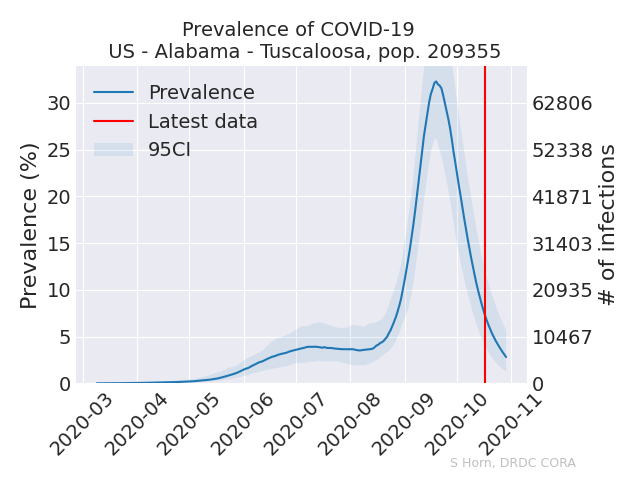 Prevalence of COVID-19
US - Alabama - Tuscaloosa, pop. 209355
Prevalence
Latest data
95CI
Prevalence (%)
30
25
20
15
10
5
0
62806
52338
41871
31403
20935
10467
0
# of infections
2020-03
2020-04
2020-05
2020-06
2020-07
2020-08
2020-09
2020-10
2020-11
S Horn, DRDC CORA